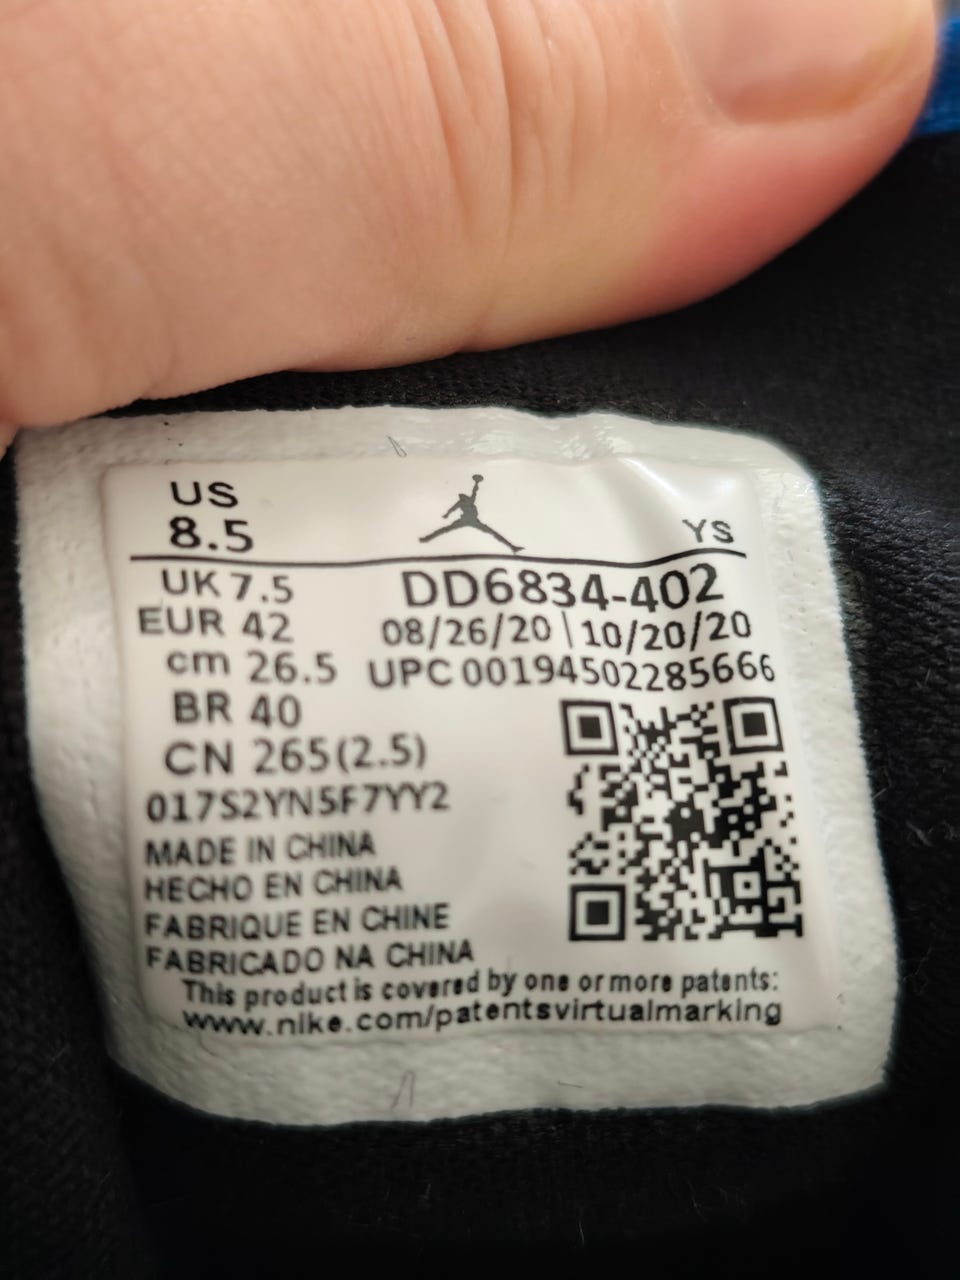 US
8.5
YS
UK 7.5
DD6834-402
EUR 42
08/26/20 | 10/20/20
cm 26.5
UPC 00194502285666
BR 40
CN 265(2.5)
017S2YN5F7YY2
MADE IN CHINA
HECHO EN CHINA
FABRIQUE EN CHINE
FABRICADO NA CHINA
This product is covered by one or more patents:
www.nike.com/patentsvirtualmarking